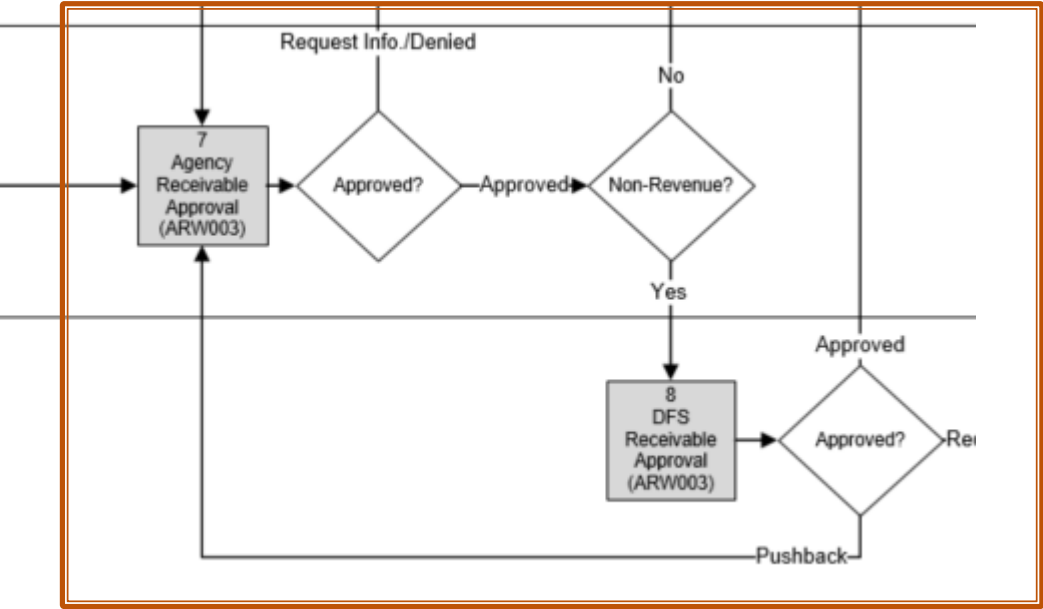 Request Info./Denied
No
7
Agency
Receivable
Approval
(ARW003)
Approved?
Approved
Non-Revenue?
Yes
Approved
8
DFS
Receivable
Approval
(ARW003)
Approved?
Pushback